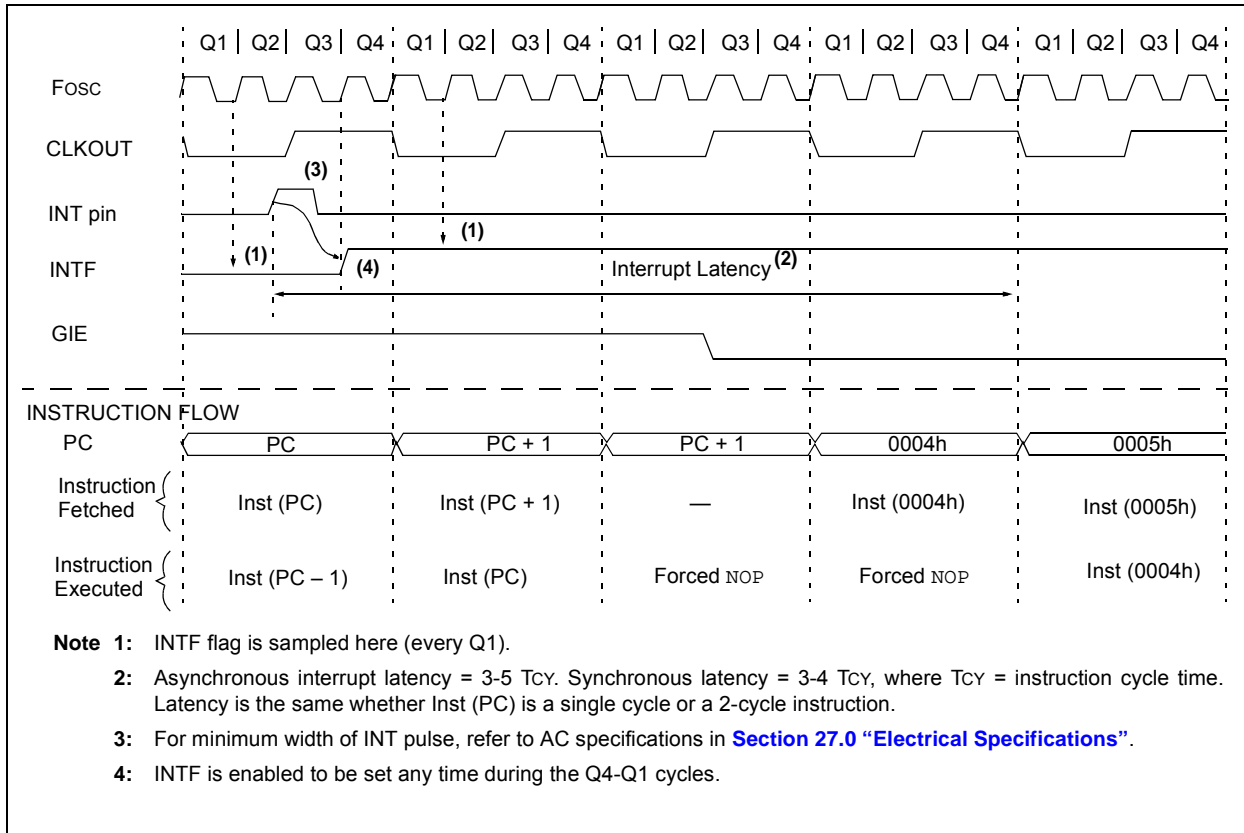 Q1 | Q2 | Q3 | Q4 Q1 | Q2 | Q3 | Q4 Q1 | Q2 | Q3 | Q4 Q1 | Q2 | Q3 | Q4 Q1 | Q2 | Q3 | Q4
FOSC
CLKOUT
(3)
INT pin
(1) (1)
INTF (4) Interrupt Latency (2)
GIE
INSTRUCTION FLOW
PC PC PC + 1 PC + 1 0004h 0005h
Instruction Fetched Inst (PC) Inst (PC + 1) — Inst (0004h) Inst (0005h)
Instruction Executed Inst (PC – 1) Inst (PC) Forced NOP Forced NOP Inst (0004h)
Note 1: INTF flag is sampled here (every Q1).
2: Asynchronous interrupt latency = 3-5 TCY. Synchronous latency = 3-4 TCY, where TCY = instruction cycle time.
Latency is the same whether Inst (PC) is a single cycle or a 2-cycle instruction.
3: For minimum width of INT pulse, refer to AC specifications in Section 27.0 “Electrical Specifications”.
4: INTF is enabled to be set any time during the Q4-Q1 cycles.